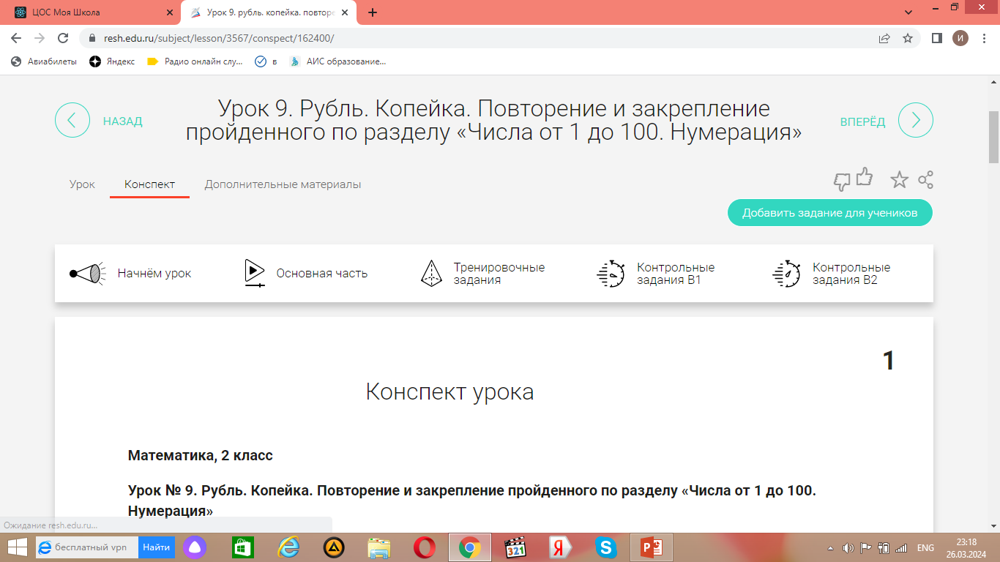 ЦОС Моя Школа
Урок 9. рубль. копейка. повторе
resh.edu.ru/subject/lesson/3567/conspect/162400/
И
Авиабилеты
Яндекс
Радио онлайн слу...
в
АИС образование...
НАЗАД
Урок 9. Рубль. Копейка. Повторение и закрепление
пройденного по разделу «Числа от 1 до 100. Нумерация»
ВПЕРЁД
Урок
Конспект
Дополнительные материалы
Добавить задание для учеников
Начнём урок
Основная часть
Тренировочные
задания
Контрольные
задания В1
Контрольные
задания В2
1
Конспект урока
Математика, 2 класс
Урок № 9. Рубль. Копейка. Повторение и закрепление пройденного по разделу «Числа от 1 до 100.
Нумерация»
Ожидание resh.edu.ru...
бесплатный vpn
Найти
321
Я
ENG
23:18
26.03.2024